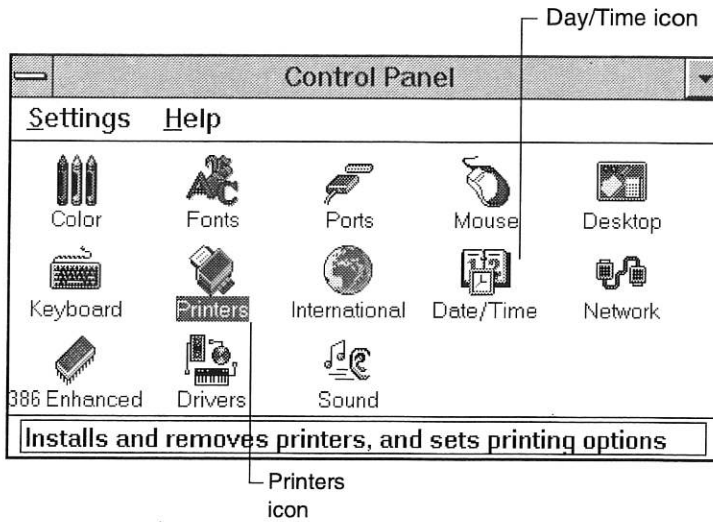 Day/Time icon
Control Panel
Settings Help
Color Fonts Ports Mouse Desktop
Keyboard Printers International Date/Time Network
386 Enhanced Drivers Sound
Installs and removes printers, and sets printing options
Printers
icon